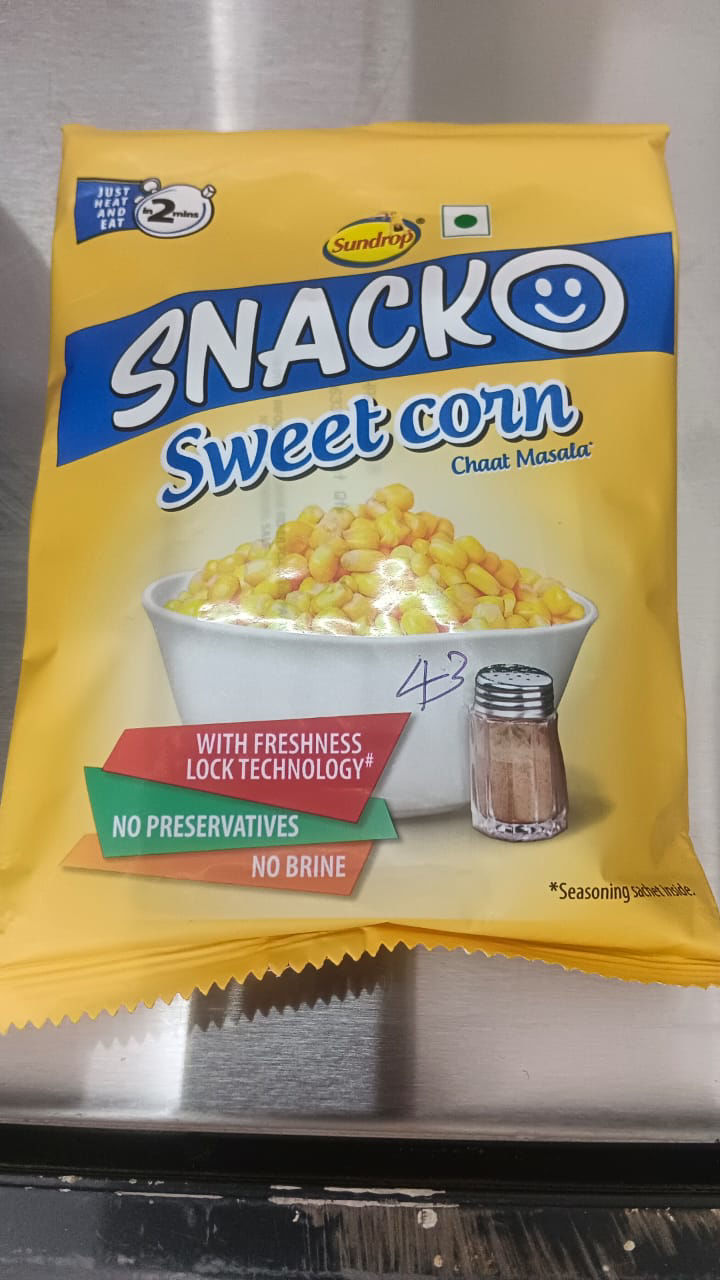 JUST
HEAT
AND
EAT
in 2 mins
Sundrop®
SNACKO
Sweet corn
Chaat Masala*
43
WITH FRESHNESS
LOCK TECHNOLOGY#
NO PRESERVATIVES
NO BRINE
*Seasoning sachet inside.